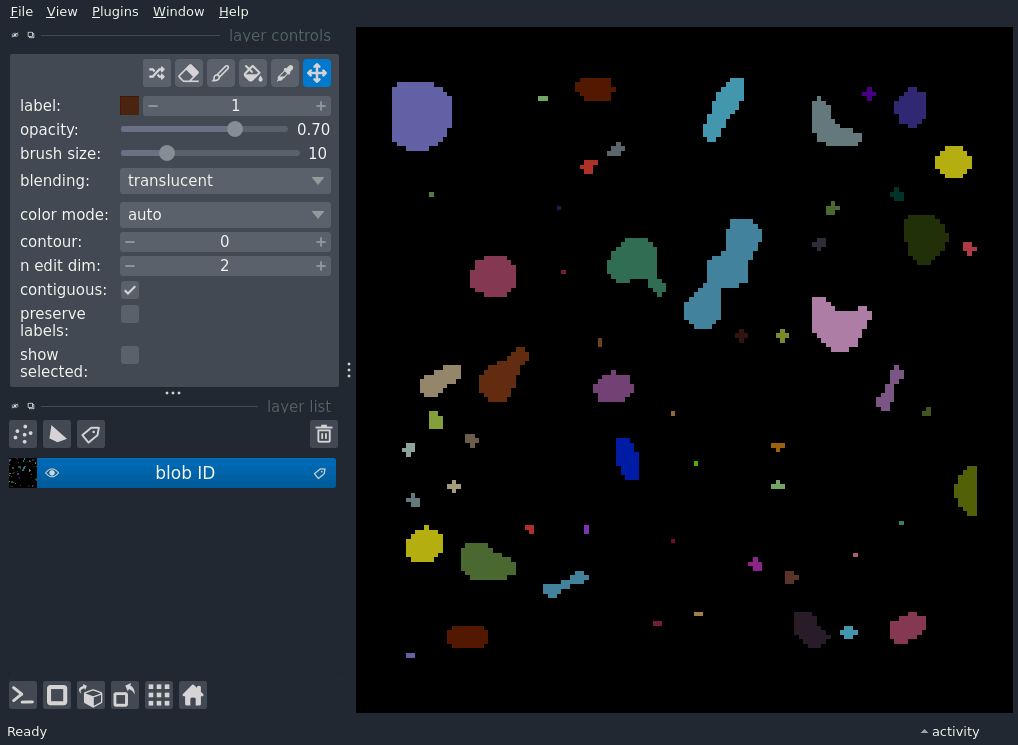 File View Plugins Window Help
layer controls
label: 1
opacity: 0.70
brush size: 10
blending: translucent
color mode: auto
contour: 0
n edit dim: 2
contiguous:
preserve
labels:
show
selected:
layer list
blob ID
Ready
activity